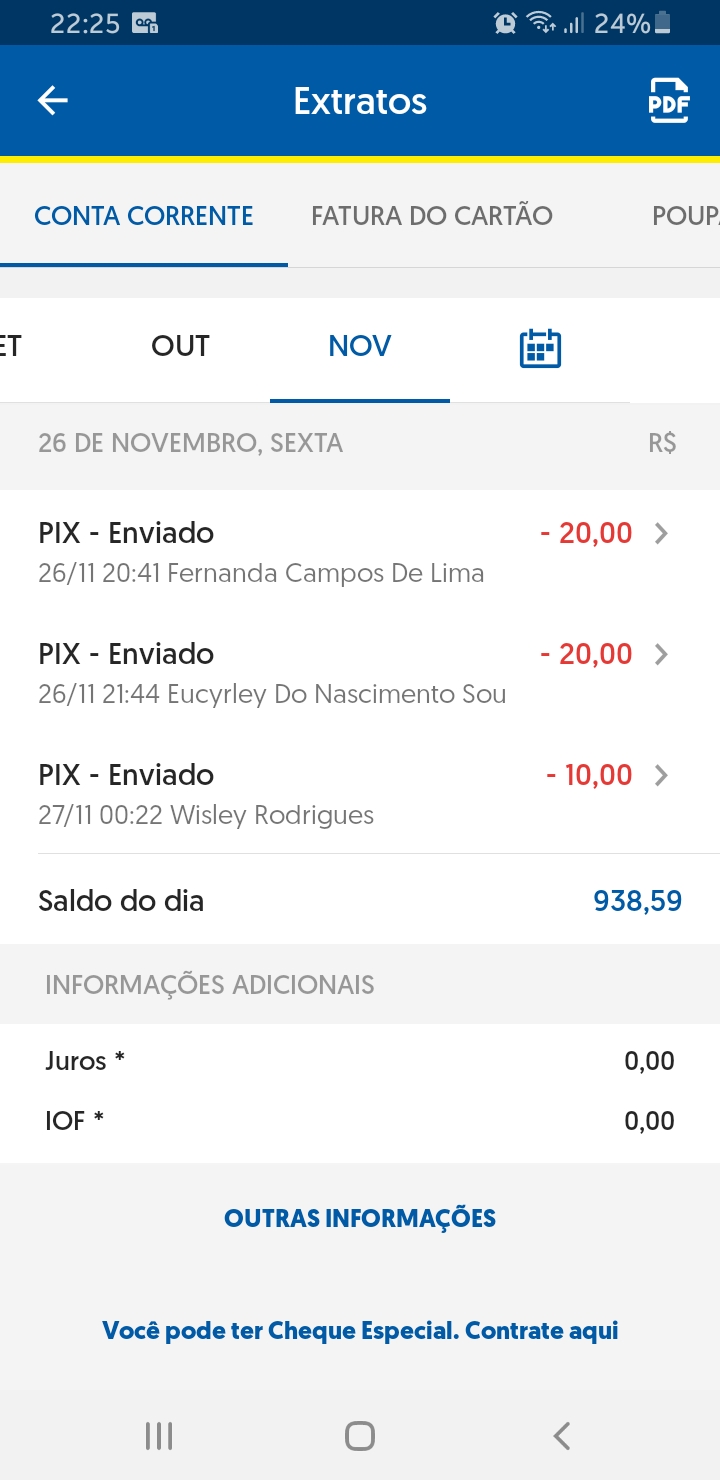 22:25 24%
Extratos PDF
CONTA CORRENTE FATURA DO CARTÃO POUPA
ET OUT NOV
26 DE NOVEMBRO, SEXTA R$
PIX - Enviado - 20,00
26/11 20:41 Fernanda Campos De Lima
PIX - Enviado - 20,00
26/11 21:44 Eucyrley Do Nascimento Sou
PIX - Enviado - 10,00
27/11 00:22 Wisley Rodrigues
Saldo do dia 938,59
INFORMAÇÕES ADICIONAIS
Juros * 0,00
IOF * 0,00
OUTRAS INFORMAÇÕES
Você pode ter Cheque Especial. Contrate aqui